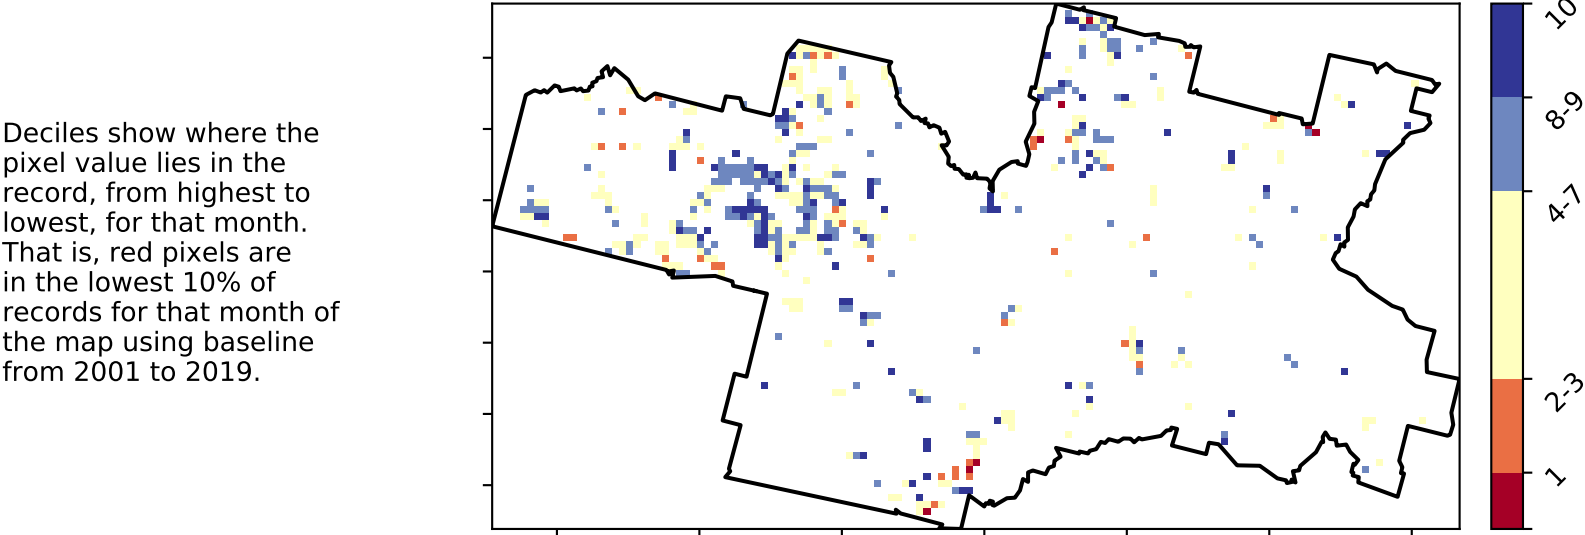 Deciles show where the
pixel value lies in the
record, from highest to
lowest, for that month.
That is, red pixels are
in the lowest 10% of
records for that month of
the map using baseline
from 2001 to 2019.
10
8-9
4-7
2-3
1